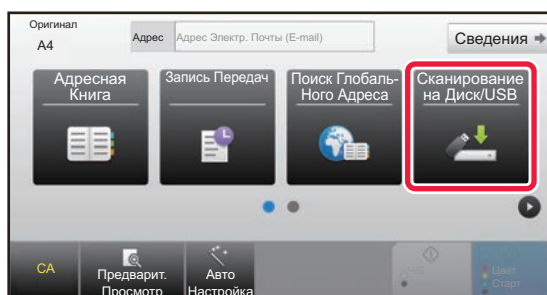 Оригинал
A4
Адрес
Адрес Электр. Почты (E-mail)
Сведения
Адресная
Книга
Запись Передач
Поиск Глобаль-
Ного Адреса
Сканирование
на Диск/USB
CA
Предварит.
Просмотр
Авто
Настройка
Ч/Б
Старт
Цвет
Старт